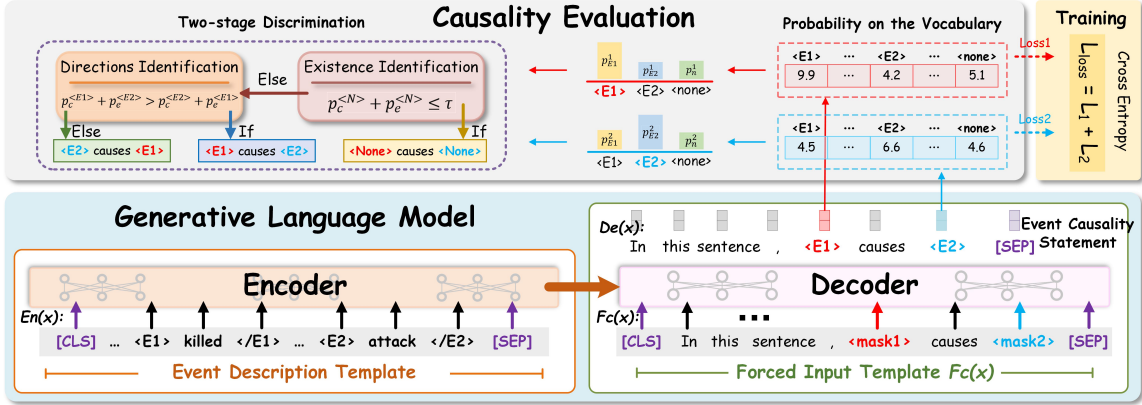 Causality Evaluation
Two-stage Discrimination
Directions Identification
p_c^{<E1>} + p_e^{<E2>} > p_c^{<E2>} + p_e^{<E1>}
Else
Existence Identification
p_c^{<N>} + p_e^{<N>} ≤ τ
Else
If
If
<E2> causes <E1>
<E1> causes <E2>
<None> causes <None>
p_{E1}^1 p_{E2}^1 p_n^1
<E1> <E2> <none>
p_{E1}^2 p_{E2}^2 p_n^2
<E1> <E2> <none>
Probability on the Vocabulary
<E1> ... <E2> ... <none>
9.9 ... 4.2 ... 5.1
<E1> ... <E2> ... <none>
4.5 ... 6.6 ... 4.6
Loss1
Loss2
Training
Lloss = L1 + L2
Cross Entropy
Generative Language Model
Encoder
En(x):
[CLS] ... <E1> killed </E1> ... <E2> attack </E2> [SEP]
Event Description Template
De(x):
In this sentence , <E1> causes <E2> [SEP]
Event Causality
Statement
Decoder
Fc(x):
...
[CLS] In this sentence , <mask1> causes <mask2> [SEP]
Forced Input Template Fc(x)